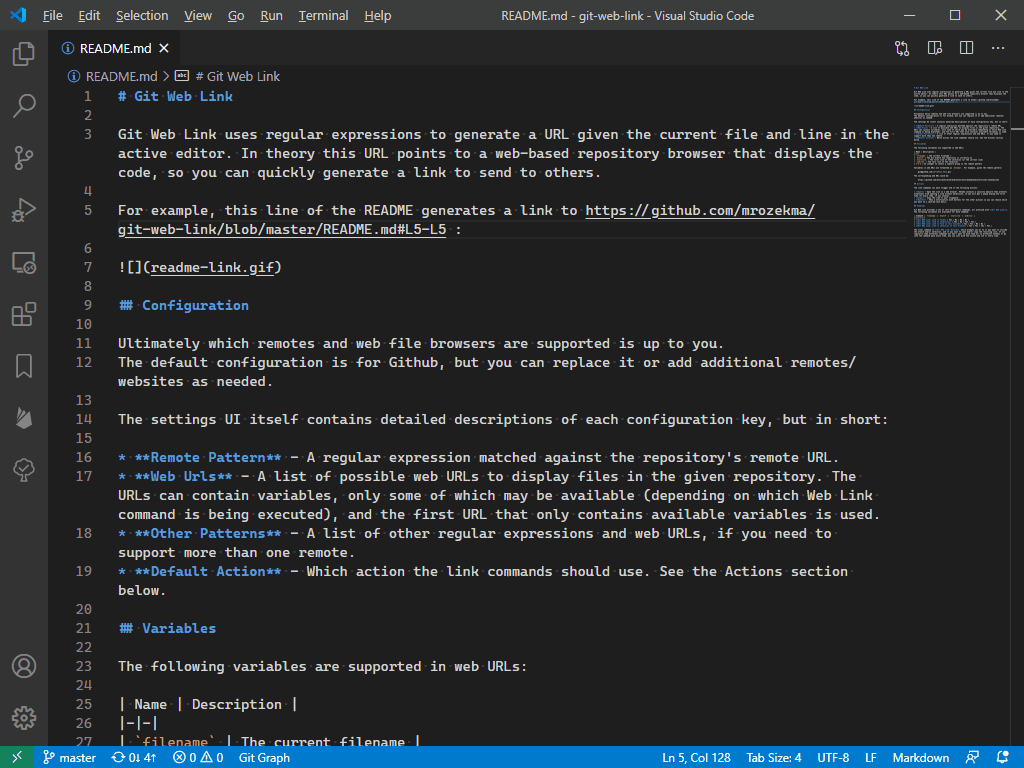 File Edit Selection View Go Run Terminal Help README.md - git-web-link - Visual Studio Code
README.md
README.md > # Git Web Link
1 # Git Web Link
2
3 Git Web Link uses regular expressions to generate a URL given the current file and line in the
active editor. In theory this URL points to a web-based repository browser that displays the
code, so you can quickly generate a link to send to others.
4
5 For example, this line of the README generates a link to https://github.com/mrozekma/
git-web-link/blob/master/README.md#L5-L5 :
6
7 ![](readme-link.gif)
8
9 ## Configuration
10
11 Ultimately which remotes and web file browsers are supported is up to you.
12 The default configuration is for Github, but you can replace it or add additional remotes/
websites as needed.
13
14 The settings UI itself contains detailed descriptions of each configuration key, but in short:
15
16 * **Remote Pattern** - A regular expression matched against the repository's remote URL.
17 * **Web Urls** - A list of possible web URLs to display files in the given repository. The
URLs can contain variables, only some of which may be available (depending on which Web Link
command is being executed), and the first URL that only contains available variables is used.
18 * **Other Patterns** - A list of other regular expressions and web URLs, if you need to
support more than one remote.
19 * **Default Action** - Which action the link commands should use. See the Actions section
below.
20
21 ## Variables
22
23 The following variables are supported in web URLs:
24
25 | Name | Description |
26 |-|-|
27 | `filename` | The current filename |
master 0↓ 4↑ 0 0 Git Graph Ln 5, Col 128 Tab Size: 4 UTF-8 LF Markdown